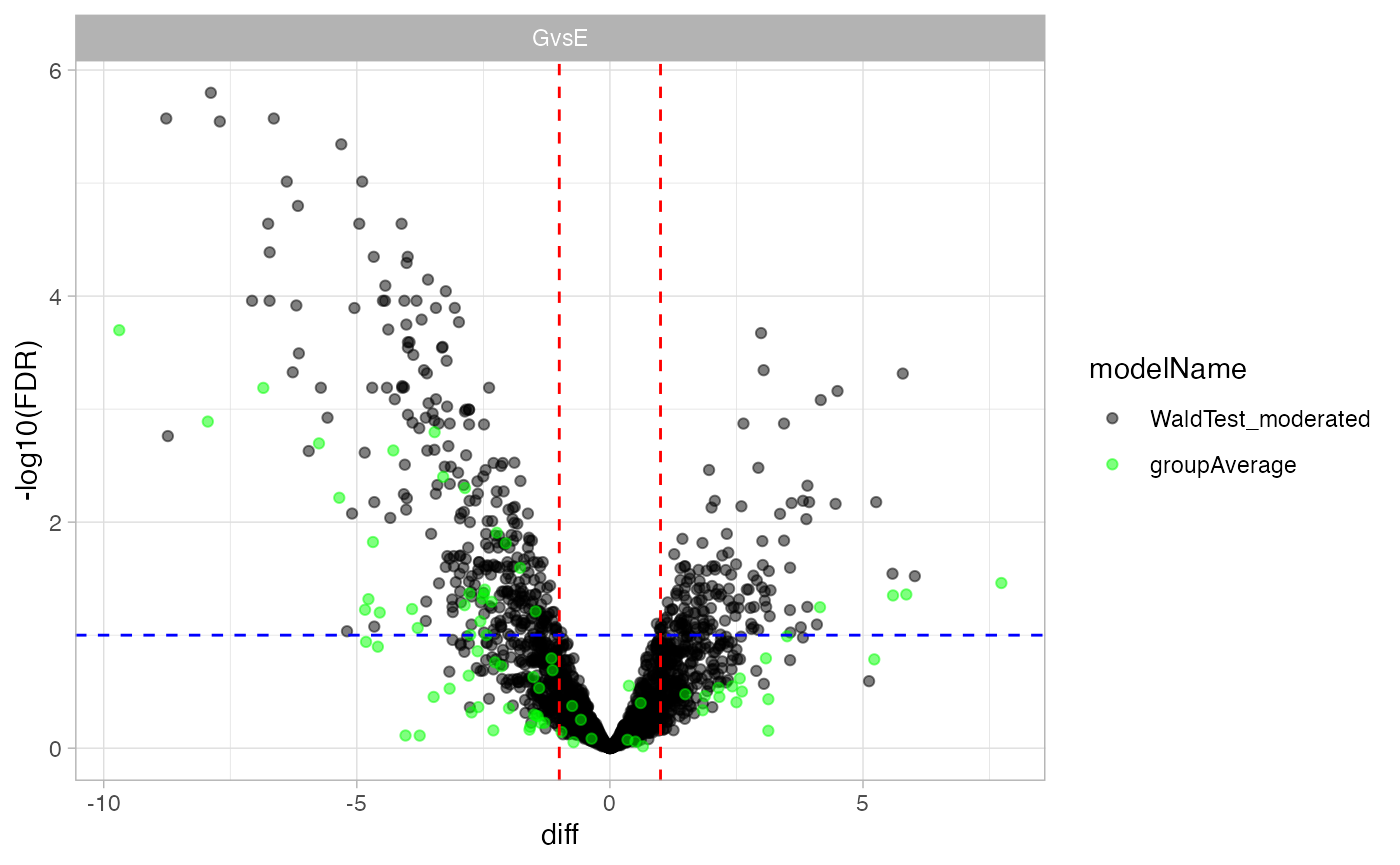 GvsE
6
4
2
0
-log10(FDR)
-10
-5
0
5
diff
modelName
WaldTest_moderated
groupAverage